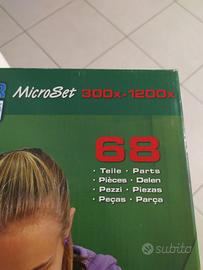 MicroSet 300x-1200x
68
· Teile · Parts
· Pièces · Delen
· Pezzi · Piezas
· Peças · Parça
subito